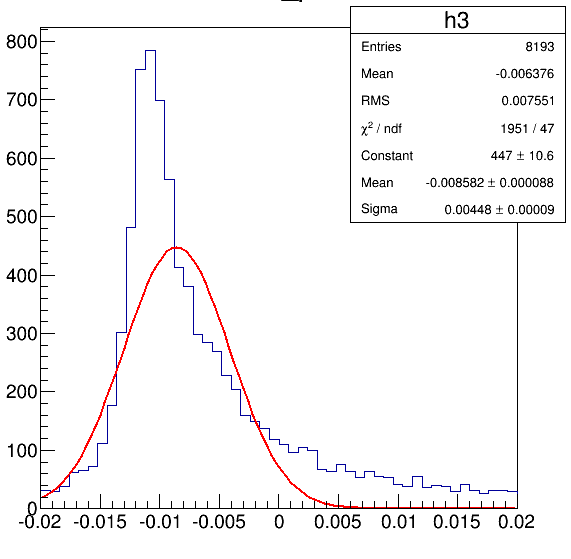 h3
Entries 8193
Mean -0.006376
RMS 0.007551
χ² / ndf 1951 / 47
Constant 447 ± 10.6
Mean -0.008582 ± 0.000088
Sigma 0.00448 ± 0.00009
800
700
600
500
400
300
200
100
0
-0.02 -0.015 -0.01 -0.005 0 0.005 0.01 0.015 0.02